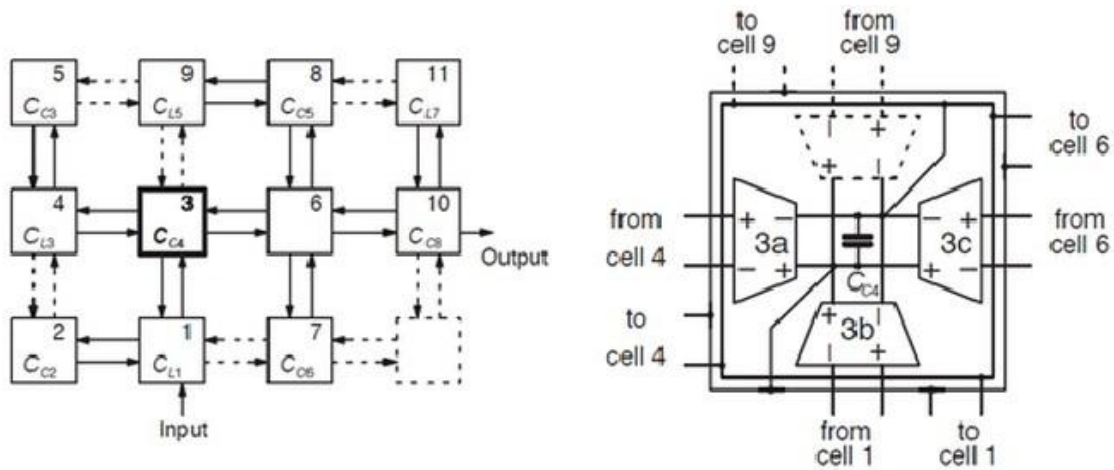 5
C_C3
9
C_L5
8
C_C5
11
C_L7
4
C_L3
3
C_C4
6
10
C_C8
Output
2
C_C2
1
C_L1
7
C_C6
Input
to
cell 9
from
cell 9
to
cell 6
from
cell 4
3a
C_C4
3c
from
cell 6
to
cell 4
3b
from
cell 1
to
cell 1